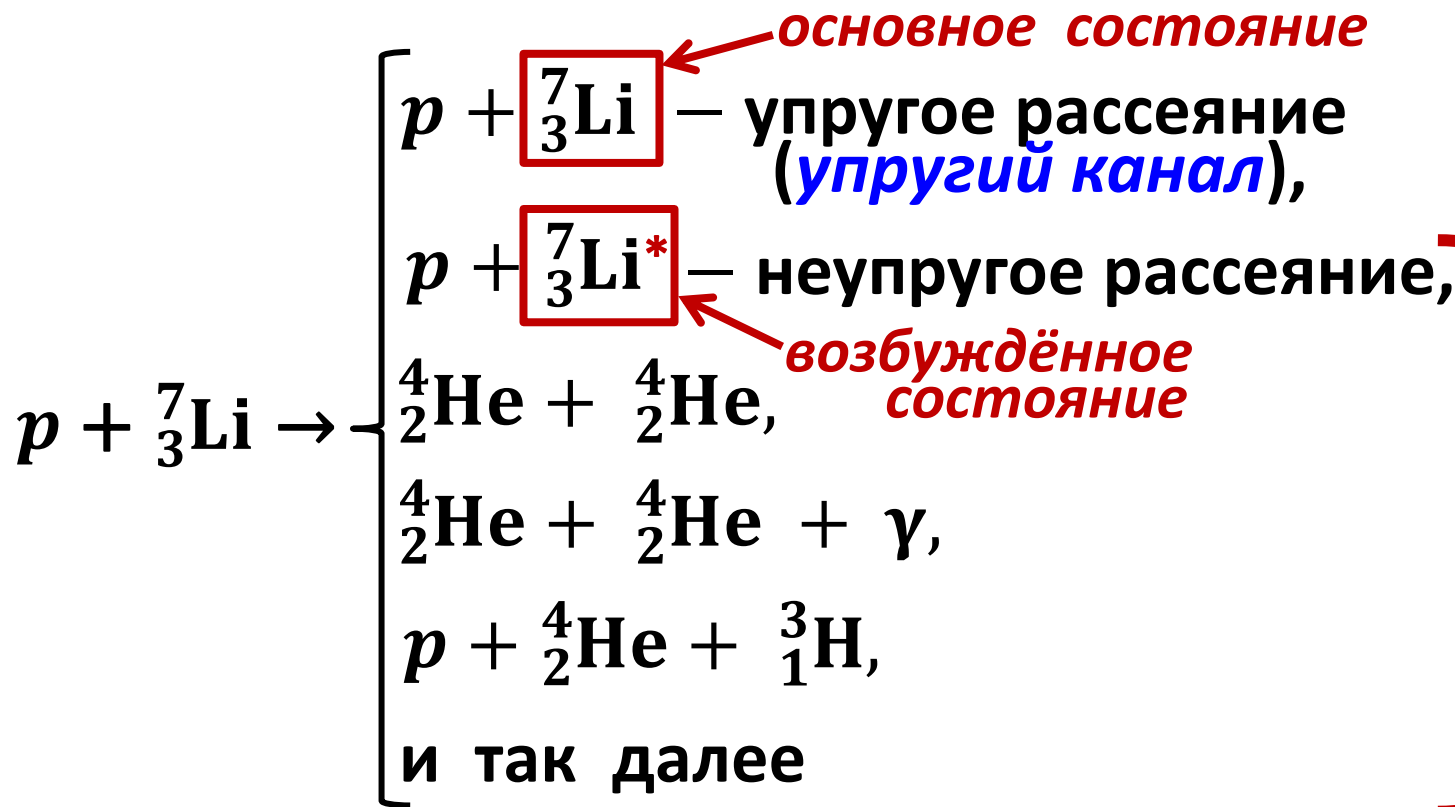 основное состояние
p + ⁷₃Li – упругое рассеяние
(упругий канал),
p + ⁷₃Li* – неупругое рассеяние,
возбуждённое
состояние
p + ⁷₃Li →
⁴₂He + ⁴₂He,
⁴₂He + ⁴₂He + γ,
p + ⁴₂He + ³₁H,
и так далее